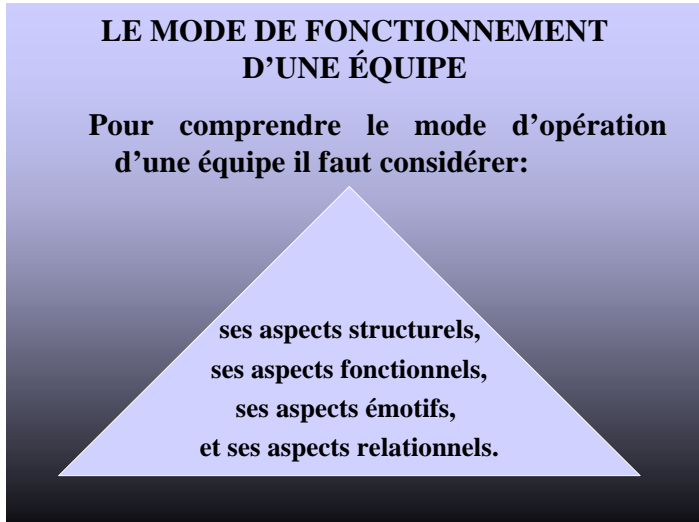 LE MODE DE FONCTIONNEMENT
D’UNE ÉQUIPE
Pour comprendre le mode d’opération
d’une équipe il faut considérer:
ses aspects structurels,
ses aspects fonctionnels,
ses aspects émotifs,
et ses aspects relationnels.